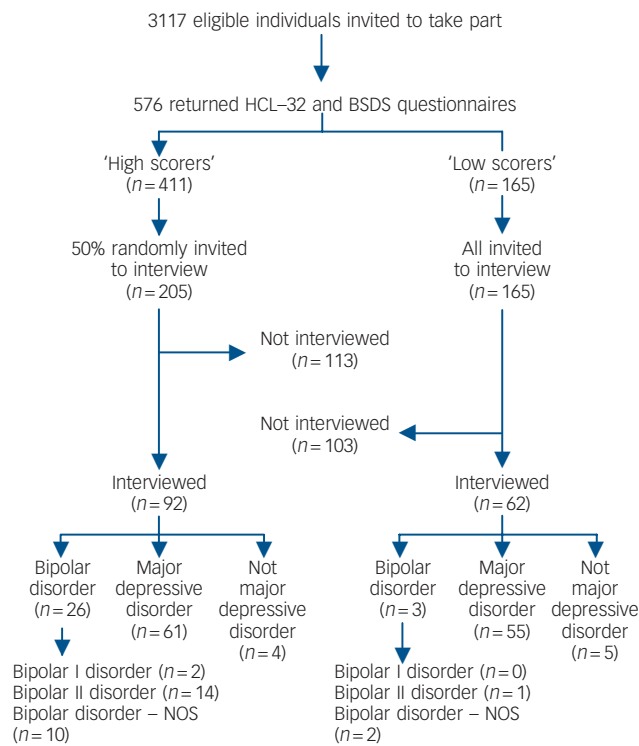 3117 eligible individuals invited to take part
576 returned HCL–32 and BSDS questionnaires
‘High scorers’
(n=411)
‘Low scorers’
(n=165)
50% randomly invited
to interview
(n=205)
All invited
to interview
(n=165)
Not interviewed
(n=113)
Not interviewed
(n=103)
Interviewed
(n=92)
Interviewed
(n=62)
Bipolar
disorder
(n=26)
Major
depressive
disorder
(n=61)
Not
major
depressive
disorder
(n=4)
Bipolar
disorder
(n=3)
Major
depressive
disorder
(n=55)
Not
major
depressive
disorder
(n=5)
Bipolar I disorder (n=2)
Bipolar II disorder (n=14)
Bipolar disorder – NOS
(n=10)
Bipolar I disorder (n=0)
Bipolar II disorder (n=1)
Bipolar disorder – NOS
(n=2)